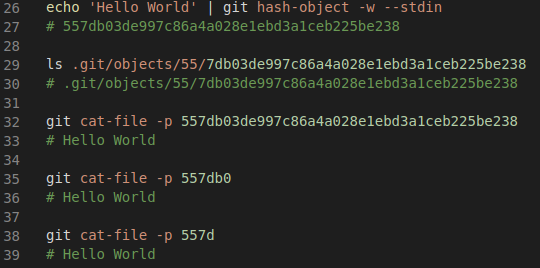 26 echo 'Hello World' | git hash-object -w --stdin
27 # 557db03de997c86a4a028e1ebd3a1ceb225be238
28
29 ls .git/objects/55/7db03de997c86a4a028e1ebd3a1ceb225be238
30 # .git/objects/55/7db03de997c86a4a028e1ebd3a1ceb225be238
31
32 git cat-file -p 557db03de997c86a4a028e1ebd3a1ceb225be238
33 # Hello World
34
35 git cat-file -p 557db0
36 # Hello World
37
38 git cat-file -p 557d
39 # Hello World